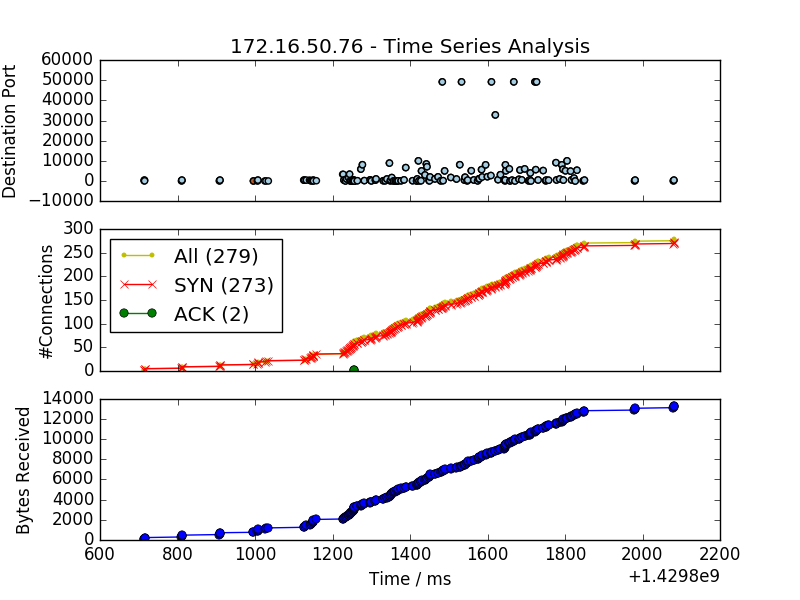 172.16.50.76 - Time Series Analysis
60000
50000
40000
30000
20000
10000
0
−10000
Destination Port
300
250
200
150
100
50
0
#Connections
All (279)
SYN (273)
ACK (2)
14000
12000
10000
8000
6000
4000
2000
0
Bytes Received
600 800 1000 1200 1400 1600 1800 2000 2200
Time / ms
+1.4298e9